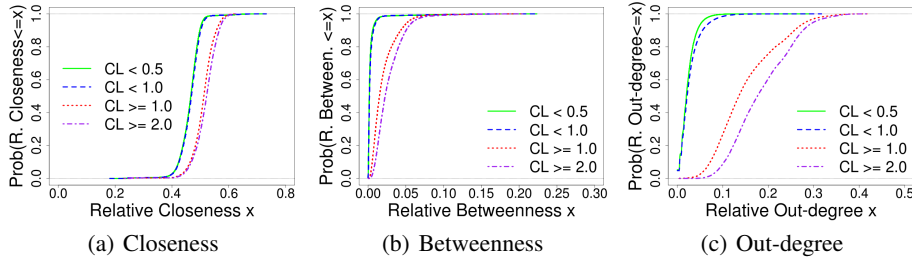 Prob(R. Closeness<=x)
0.0 0.2 0.4 0.6 0.8 1.0
CL < 0.5
CL < 1.0
CL >= 1.0
CL >= 2.0
0.0 0.2 0.4 0.6 0.8
Relative Closeness x
(a) Closeness
Prob(R. Between. <=x)
0.0 0.2 0.4 0.6 0.8 1.0
CL < 0.5
CL < 1.0
CL >= 1.0
CL >= 2.0
0.00 0.05 0.10 0.15 0.20 0.25 0.30
Relative Betweenness x
(b) Betweenness
Prob(R. Out-degree<=x)
0.0 0.2 0.4 0.6 0.8 1.0
CL < 0.5
CL < 1.0
CL >= 1.0
CL >= 2.0
0.0 0.1 0.2 0.3 0.4 0.5
Relative Out-degree x
(c) Out-degree